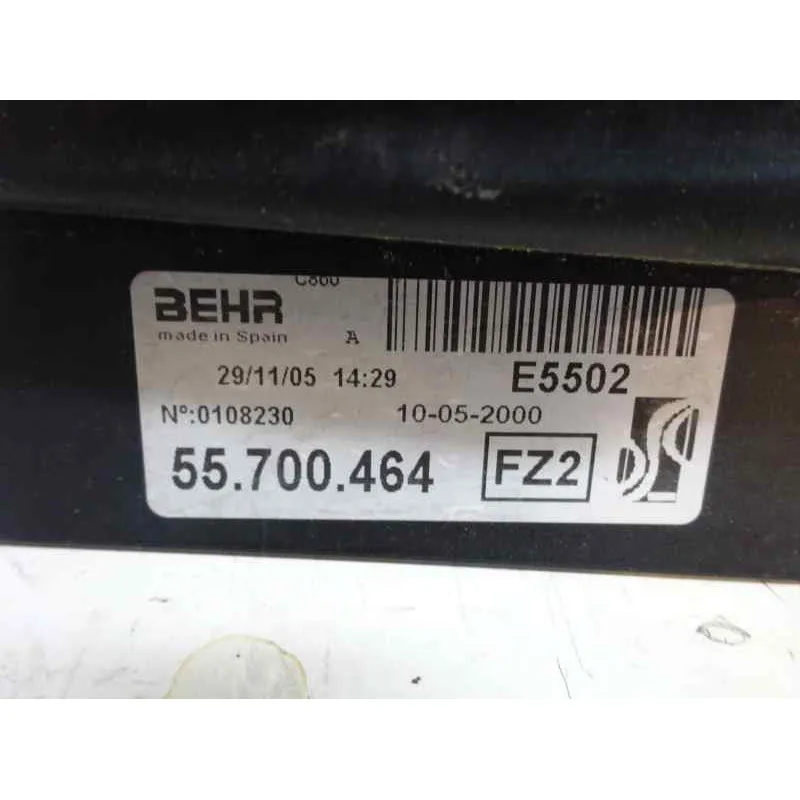 C860
BEHR
made in Spain
A
29/11/05 14:29
E5502
Nº:0108230
10-05-2000
55.700.464
FZ2